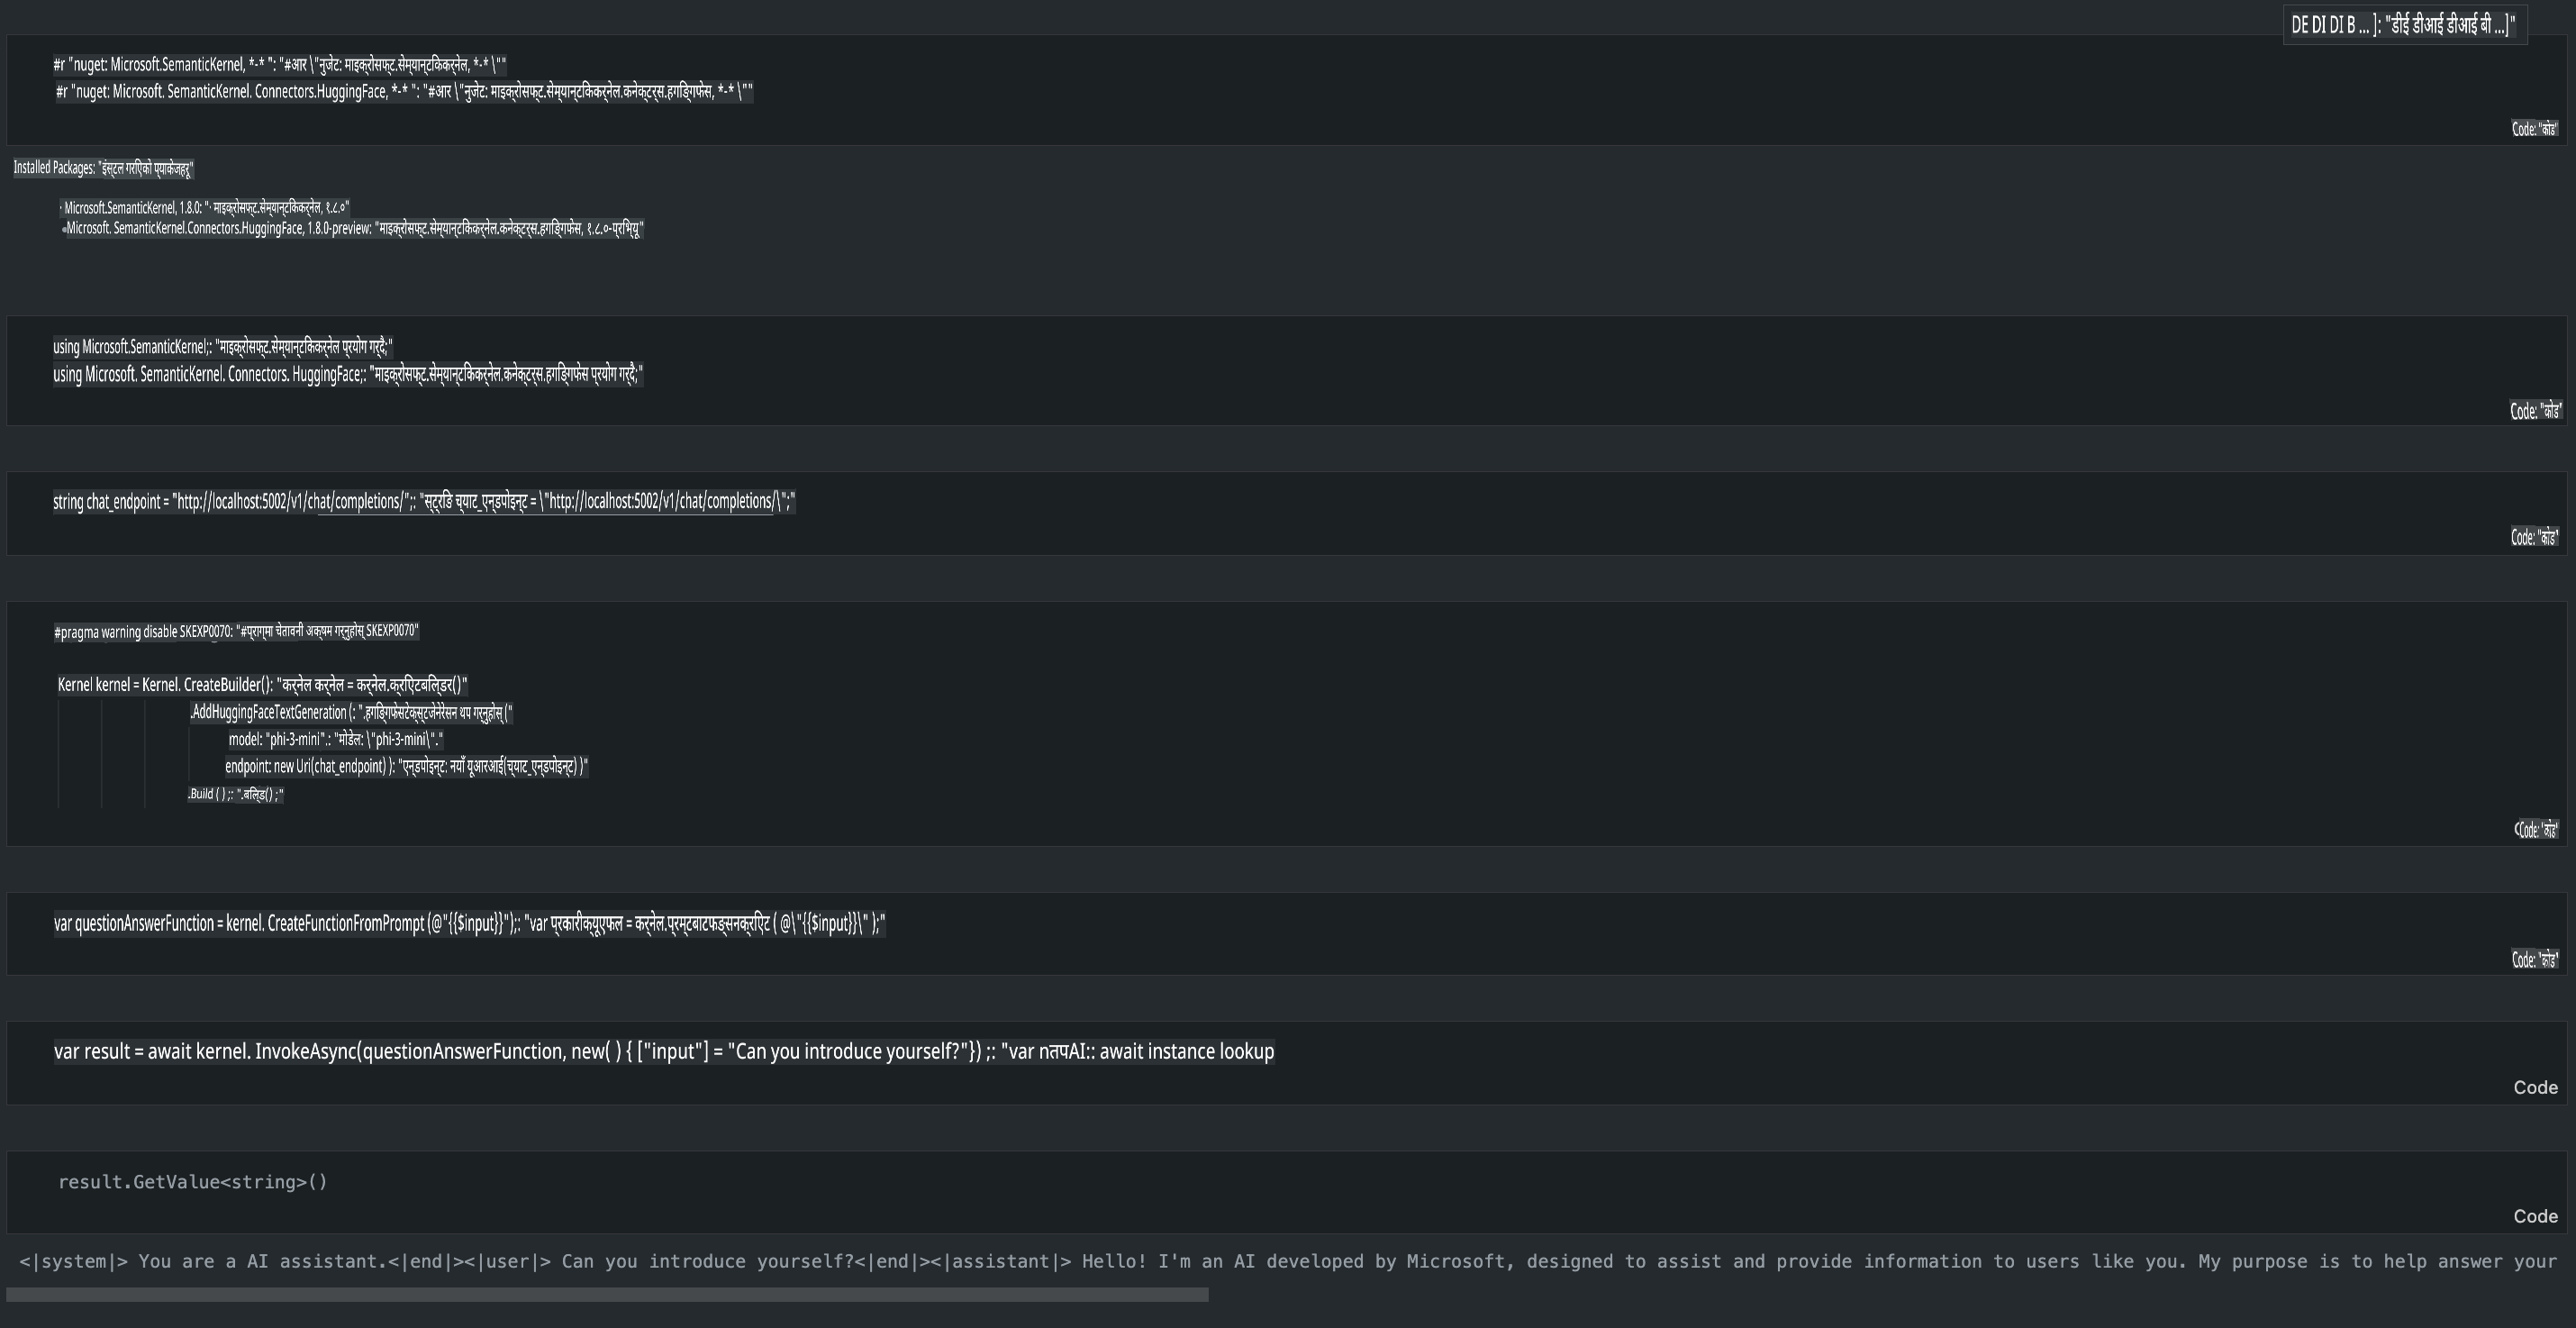 DE DI DI B ... ]: "डीई डीआई डीआई बी ...]"
#r "nuget: Microsoft.SemanticKernel, *-* ": "#आर \"नुजेट: माइक्रोसफ्ट.सेम्यान्टिककर्नेल, *-* \""
#r "nuget: Microsoft. SemanticKernel. Connectors.HuggingFace, *-* ": "#आर \"नुजेट: माइक्रोसफ्ट.सेम्यान्टिककर्नेल.कनेक्टर्स.हगिङ्गफेस, *-* \""
Code: "कोड"
Installed Packages: "इंस्टल गरिएको प्याकेजहरू"
· Microsoft.SemanticKernel, 1.8.0: "· माइक्रोसफ्ट.सेम्यान्टिककर्नेल, १.८.०"
•Microsoft. SemanticKernel.Connectors.HuggingFace, 1.8.0-preview: "माइक्रोसफ्ट.सेम्यान्टिककर्नेल.कनेक्टर्स.हगिङ्गफेस, १.८.०-प्रिभ्यू"
using Microsoft.SemanticKernel;: "माइक्रोसफ्ट.सेम्यान्टिककर्नेल प्रयोग गर्दै;"
using Microsoft. SemanticKernel. Connectors. HuggingFace;: "माइक्रोसफ्ट.सेम्यान्टिककर्नेल.कनेक्टर्स.हगिङ्गफेस प्रयोग गर्दै;"
Code: "कोड"
string chat_endpoint = "http://localhost:5002/v1/chat/completions/";: "स्ट्रिङ च्याट_एन्डपोइन्ट = \"http://localhost:5002/v1/chat/completions/\";"
Code: "कोड"
#pragma warning disable SKEXP0070: "#प्राग्मा चेतावनी अक्षम गर्नुहोस् SKEXP0070"
Kernel kernel = Kernel. CreateBuilder(): "कर्नेल कर्नेल = कर्नेल.क्रिएटबिल्डर()"
.AddHuggingFaceTextGeneration (: ".हगिङ्गफेसटेक्स्टजेनेरेसन थप गर्नुहोस् ("
model: "phi-3-mini".: "मोडेल: \"phi-3-mini\"."
endpoint: new Uri(chat_endpoint) ): "एन्डपोइन्ट: नयाँ यूआरआई(च्याट_एन्डपोइन्ट) )"
.Build ( ) ;: ".बिल्ड() ;"
Code: "कोड"
var questionAnswerFunction = kernel. CreateFunctionFromPrompt (@"{{$input}}");: "var प्रकारीक्यूएफल = कर्नेल.प्रम्टबाटफङ्सनक्रिएट ( @\"{{$input}}\" );"
Code: "कोड"
var result = await kernel. InvokeAsync(questionAnswerFunction, new( ) { ["input"] = "Can you introduce yourself?"}) ;: "var nतपAI:: await instance lookup
Code
result.GetValue<string>()
Code
<|system|> You are a AI assistant.<|end|><|user|> Can you introduce yourself?<|end|><|assistant|> Hello! I'm an AI developed by Microsoft, designed to assist and provide information to users like you. My purpose is to help answer your